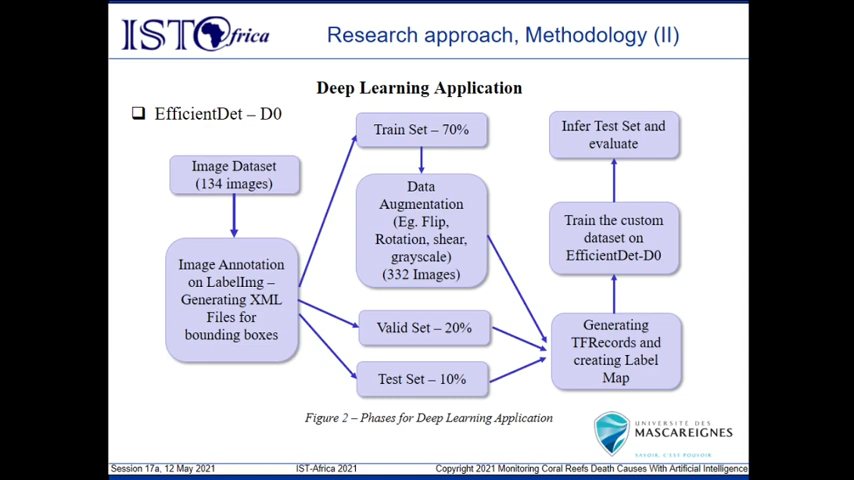 IST Africa
Research approach, Methodology (II)
Deep Learning Application
EfficientDet – D0
Image Dataset
(134 images)
Image Annotation
on LabelImg –
Generating XML
Files for
bounding boxes
Train Set – 70%
Data
Augmentation
(Eg. Flip,
Rotation, shear,
grayscale)
(332 Images)
Valid Set – 20%
Test Set – 10%
Infer Test Set and
evaluate
Train the custom
dataset on
EfficientDet-D0
Generating
TFRecords and
creating Label
Map
Figure 2 – Phases for Deep Learning Application
UNIVERSITÉ DES
MASCAREIGNES
SAVOIR, C'EST POUVOIR
Session 17a, 12 May 2021
IST-Africa 2021
Copyright 2021 Monitoring Coral Reefs Death Causes With Artificial Intelligence